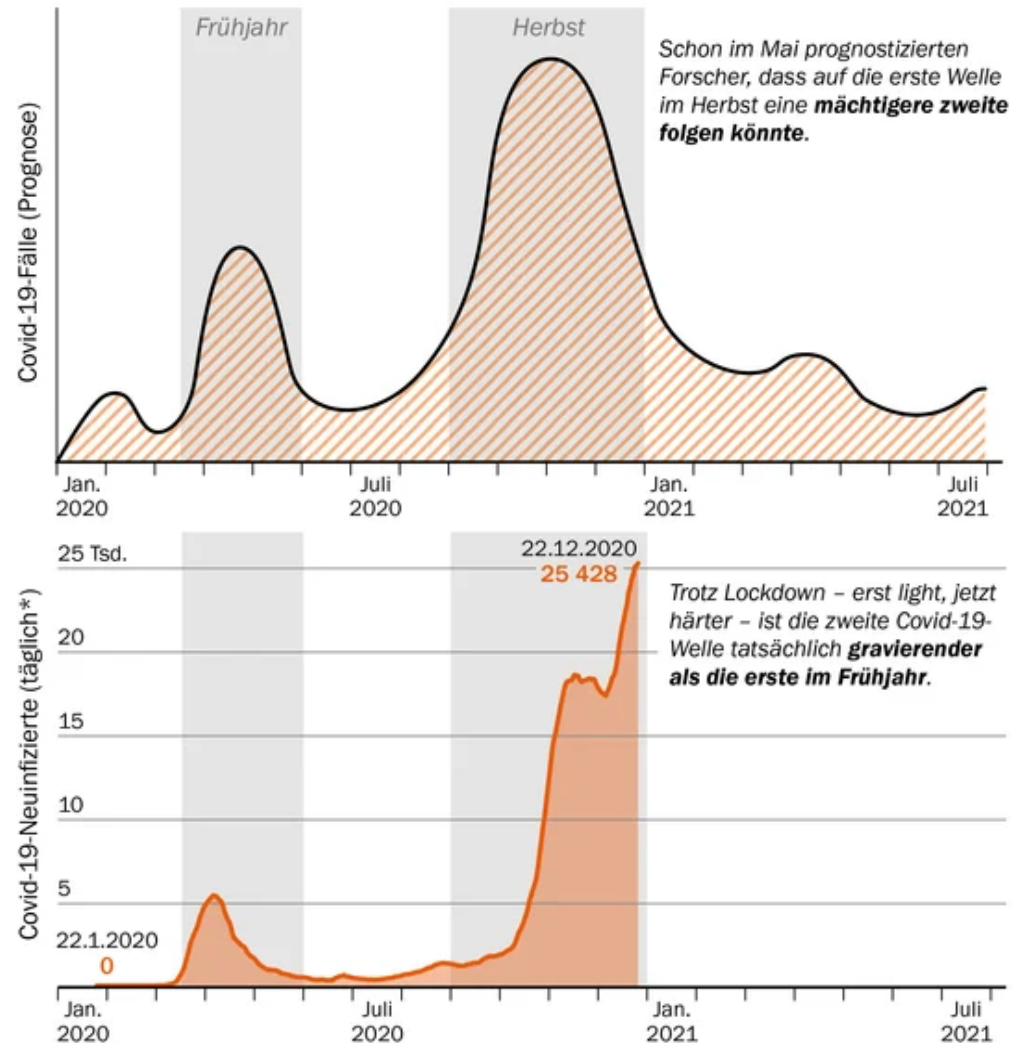 Frühjahr
Herbst
Schon im Mai prognostizierten
Forscher, dass auf die erste Welle
im Herbst eine mächtigere zweite
folgen könnte.
Covid-19-Fälle (Prognose)
Jan.
2020
Juli
2020
Jan.
2021
Juli
2021
25 Tsd.
22.12.2020
25 428
Trotz Lockdown – erst light, jetzt
härter – ist die zweite Covid-19-
Welle tatsächlich gravierender
als die erste im Frühjahr.
20
15
10
5
Covid-19-Neuinfizierte (täglich*)
22.1.2020
0
Jan.
2020
Juli
2020
Jan.
2021
Juli
2021